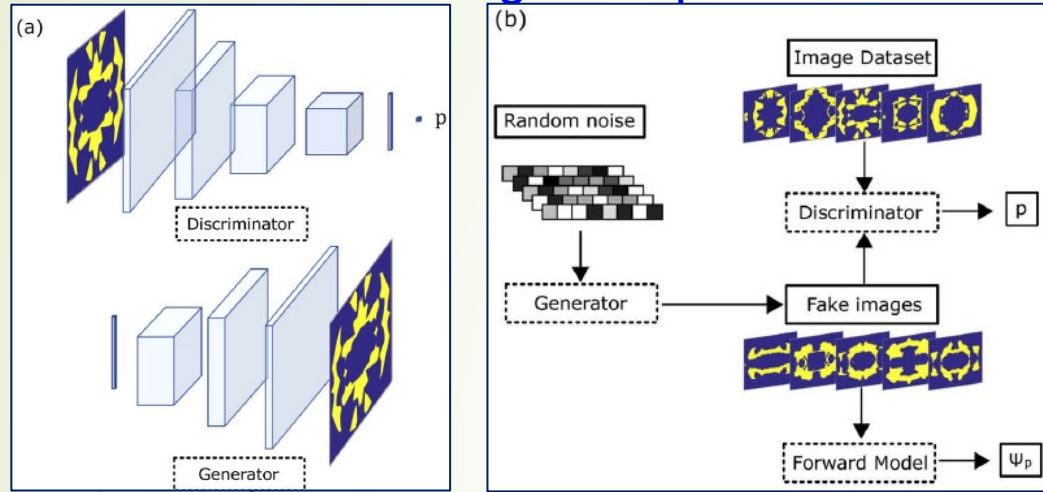 (a)
p
Discriminator
Generator
(b)
Image Dataset
Random noise
Discriminator
p
Generator
Fake images
Forward Model
Ψp